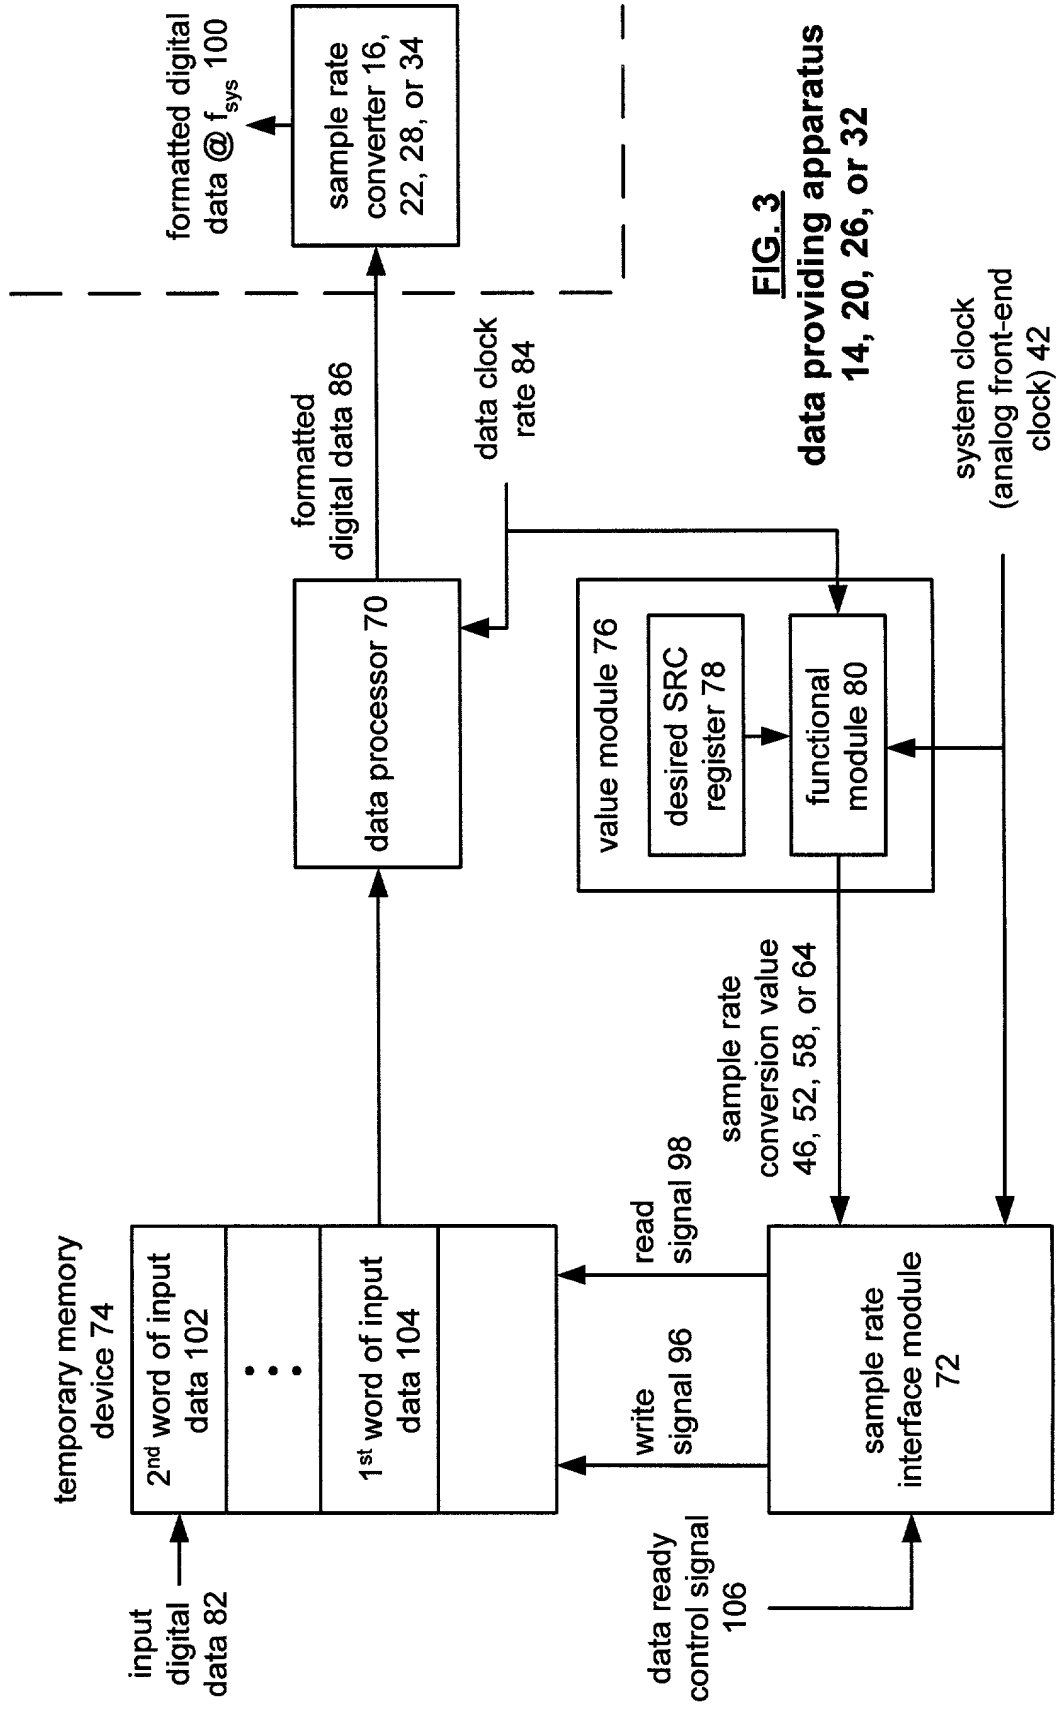 temporary memory
device 74
input
digital
data 82
2nd word of input
data 102
1st word of input
data 104
data processor 70
formatted
digital data 86
formatted digital
data @ fsys 100
sample rate
converter 16,
22, 28, or 34
data clock
rate 84
write
signal 96
read
signal 98
value module 76
desired SRC
register 78
functional
module 80
sample rate
conversion value
46, 52, 58, or 64
data ready
control signal
106
sample rate
interface module
72
system clock
(analog front-end
clock) 42
FIG. 3
data providing apparatus
14, 20, 26, or 32